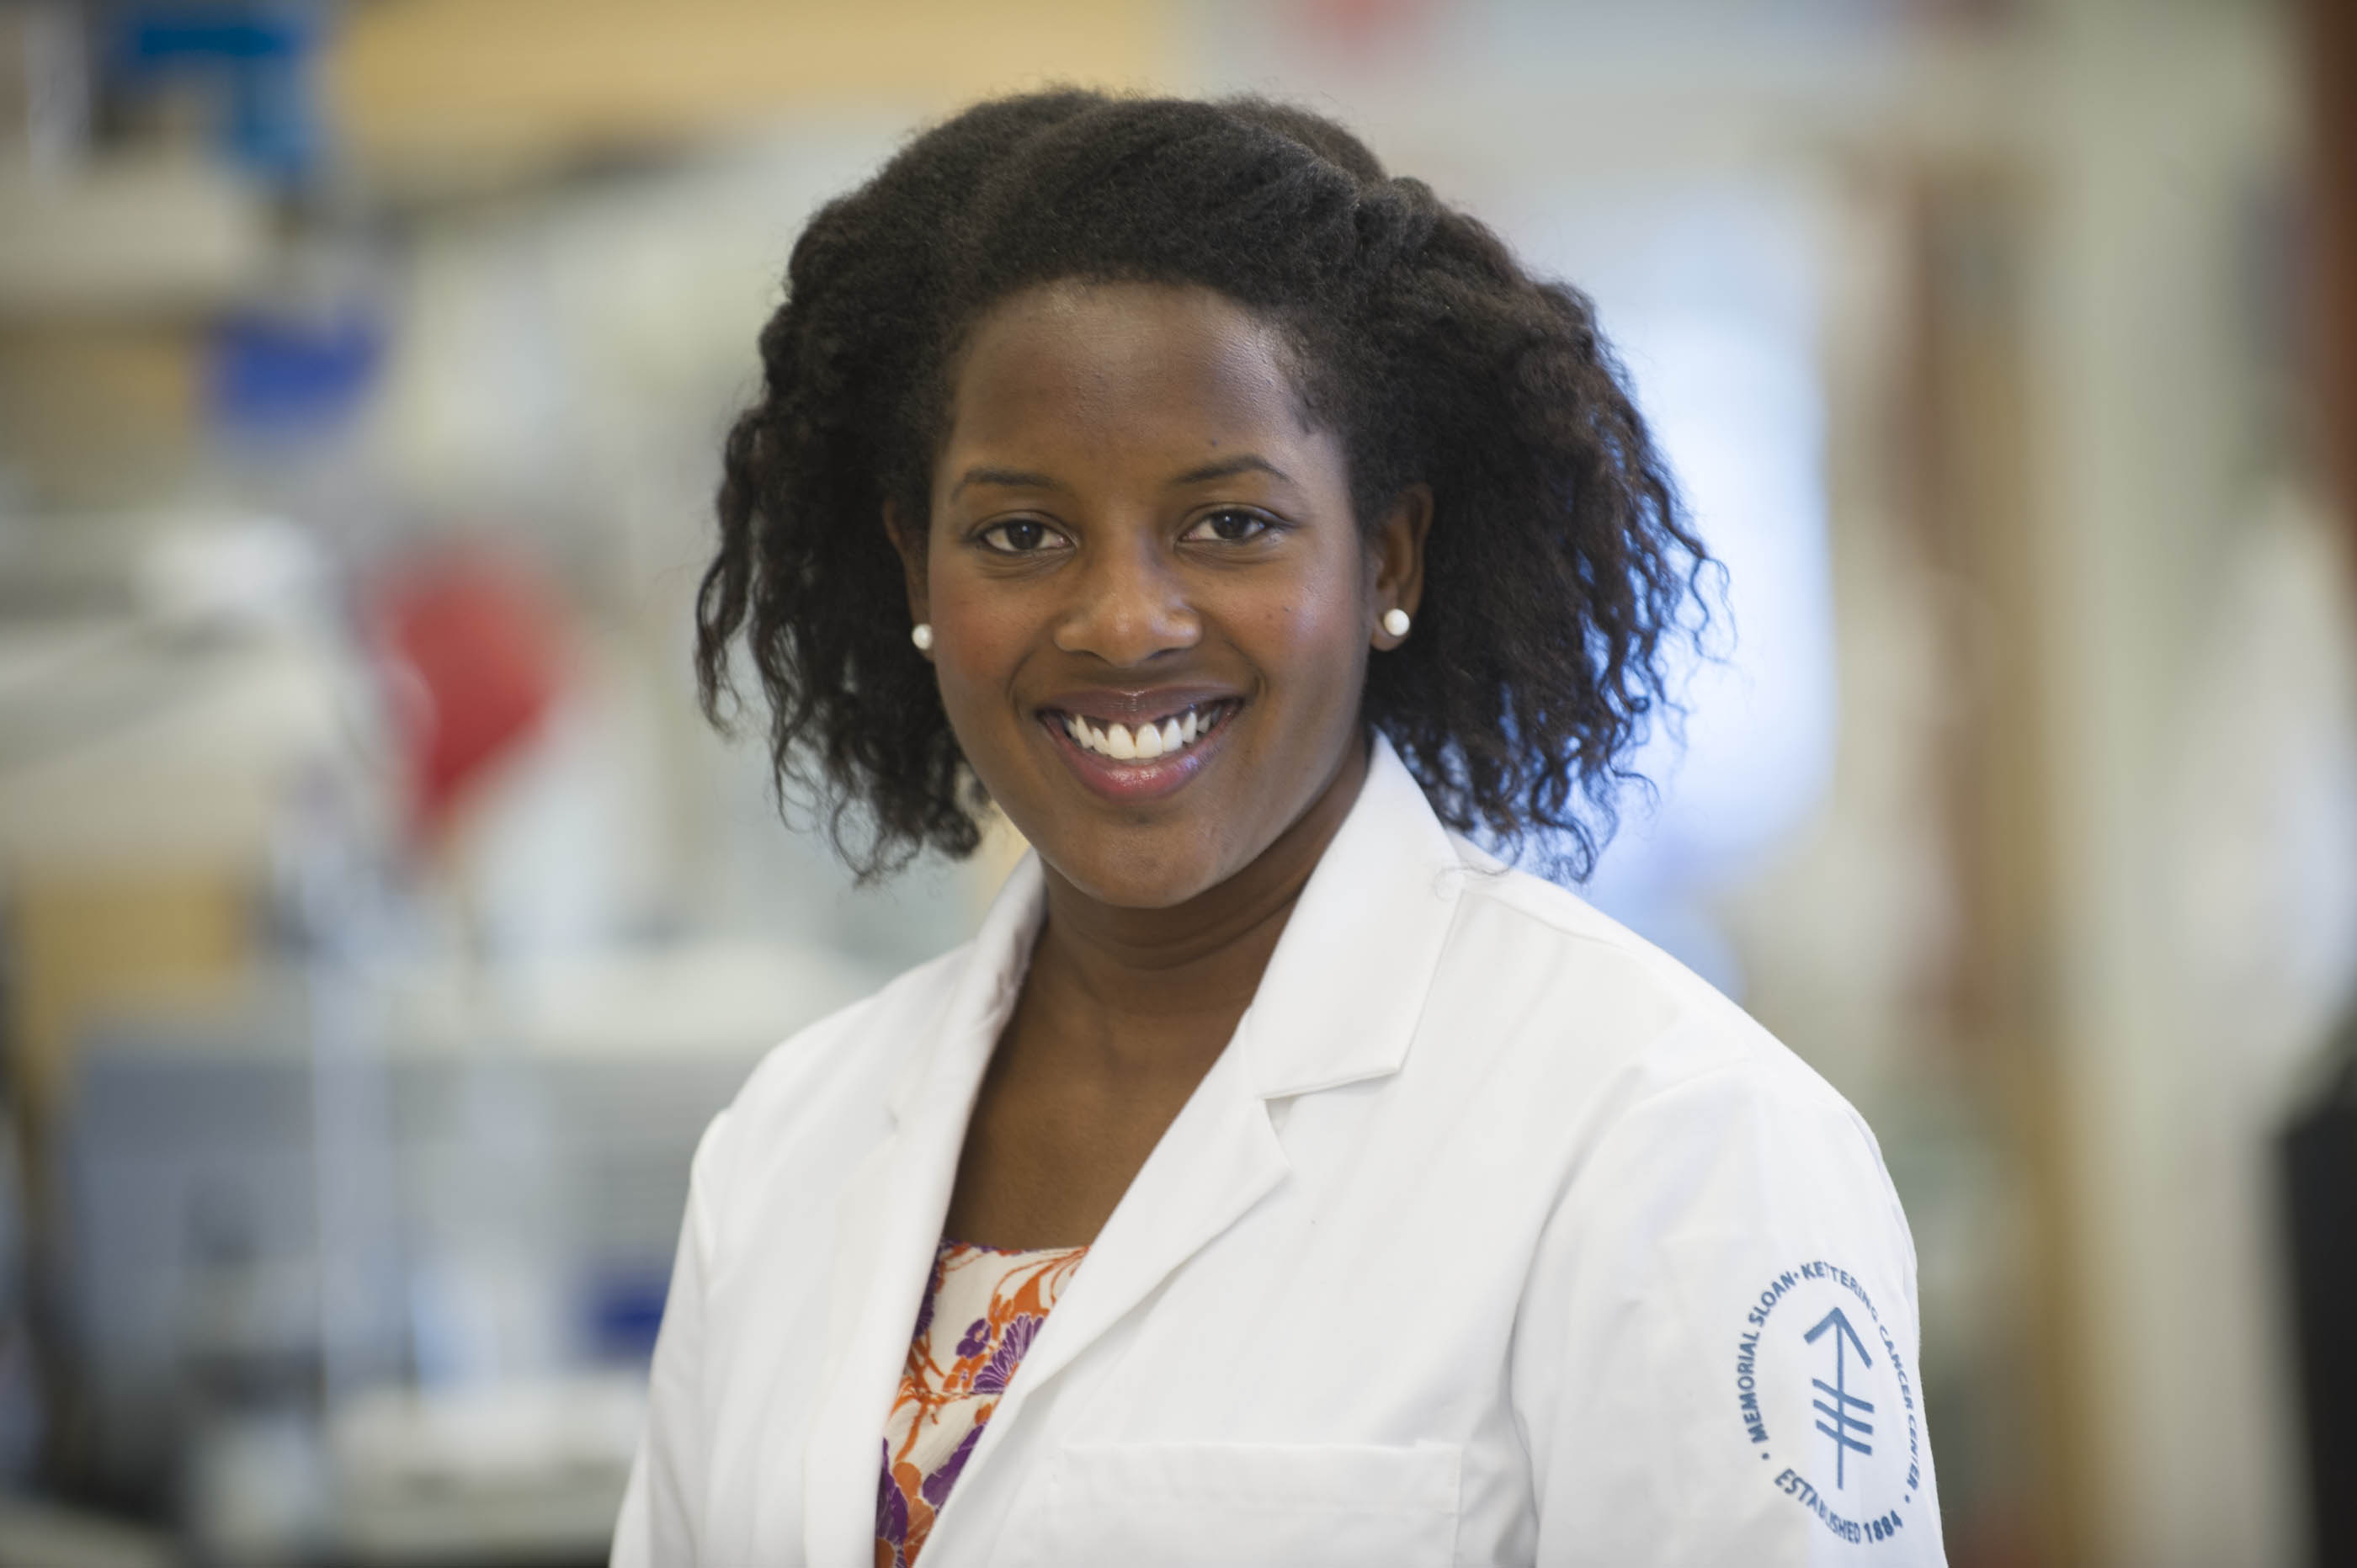 • MEMORIAL SLOAN-KETTERING CANCER CENTER •
ESTABLISHED 1884